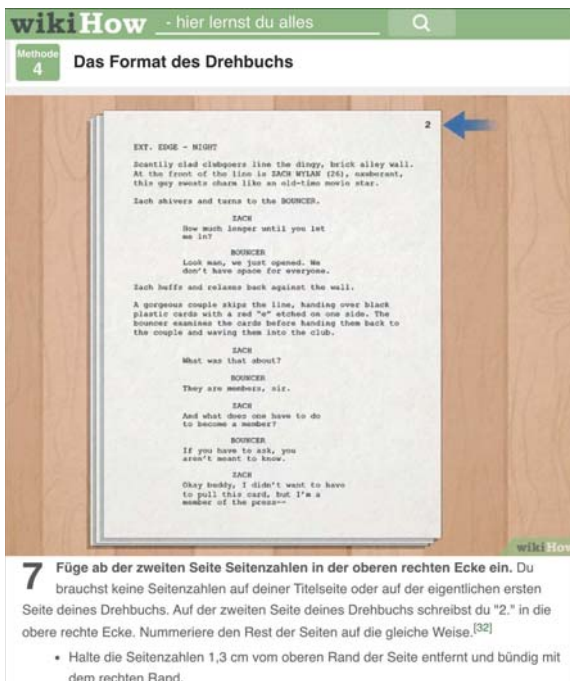 wikiHow - hier lernst du alles
Methode
4
Das Format des Drehbuchs
2
EXT. EDGE - NIGHT
Scantily clad clubgoers line the dingy, brick alley wall.
At the front of the line is ZACH WYLAN (26), exuberant,
this guy sweats charm like an old-time movie star.
Zach shivers and turns to the BOUNCER.
ZACH
How much longer until you let
me in?
BOUNCER
Look man, we just opened. We
don't have space for everyone.
Zach huffs and relaxes back against the wall.
A gorgeous couple skips the line, handing over black
plastic cards with a red "e" etched on one side. The
bouncer examines the cards before handing them back to
the couple and waving them into the club.
ZACH
What was that about?
BOUNCER
They are members, sir.
ZACH
And what does one have to do
to become a member?
BOUNCER
If you have to ask, you
aren't meant to know.
ZACH
Okay buddy, I didn't want to have
to pull this card, but I'm a
member of the press--
wikiHow
7 Füge ab der zweiten Seite Seitenzahlen in der oberen rechten Ecke ein. Du
brauchst keine Seitenzahlen auf deiner Titelseite oder auf der eigentlichen ersten
Seite deines Drehbuchs. Auf der zweiten Seite deines Drehbuchs schreibst du "2." in die
obere rechte Ecke. Nummeriere den Rest der Seiten auf die gleiche Weise.[32]
• Halte die Seitenzahlen 1,3 cm vom oberen Rand der Seite entfernt und bündig mit
dem rechten Rand.